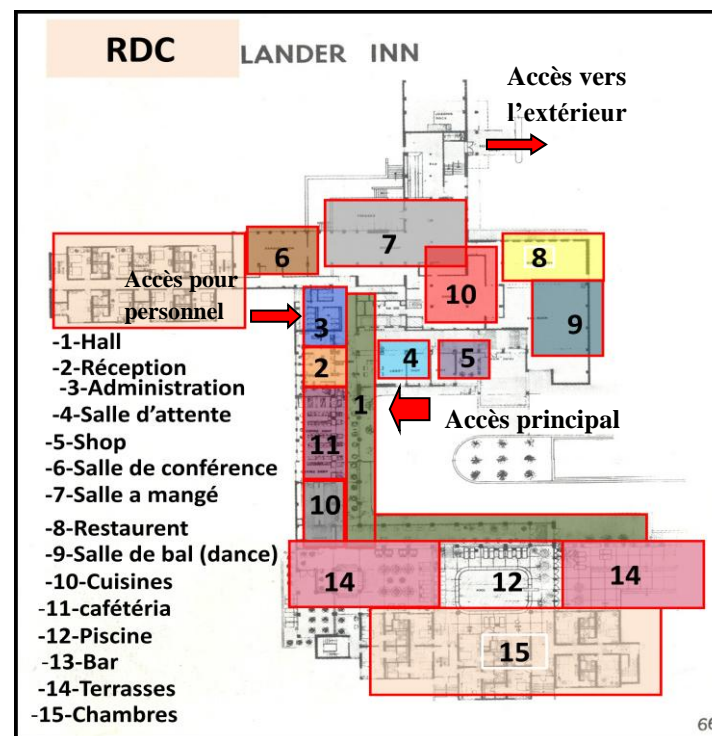 RDC LANDER INN
Accès vers
l'extérieur
7
6
8
Accès pour
personnel
10
3
9
-1-Hall
-2-Réception
-3-Administration
-4-Salle d'attente
-5-Shop
-6-Salle de conférence
-7-Salle a mangé
-8-Restaurent
-9-Salle de bal (dance)
-10-Cuisines
-11-cafétéria
-12-Piscine
-13-Bar
-14-Terrasses
-15-Chambres
2
4
5
1
Accès principal
11
10
14
12
14
15
66